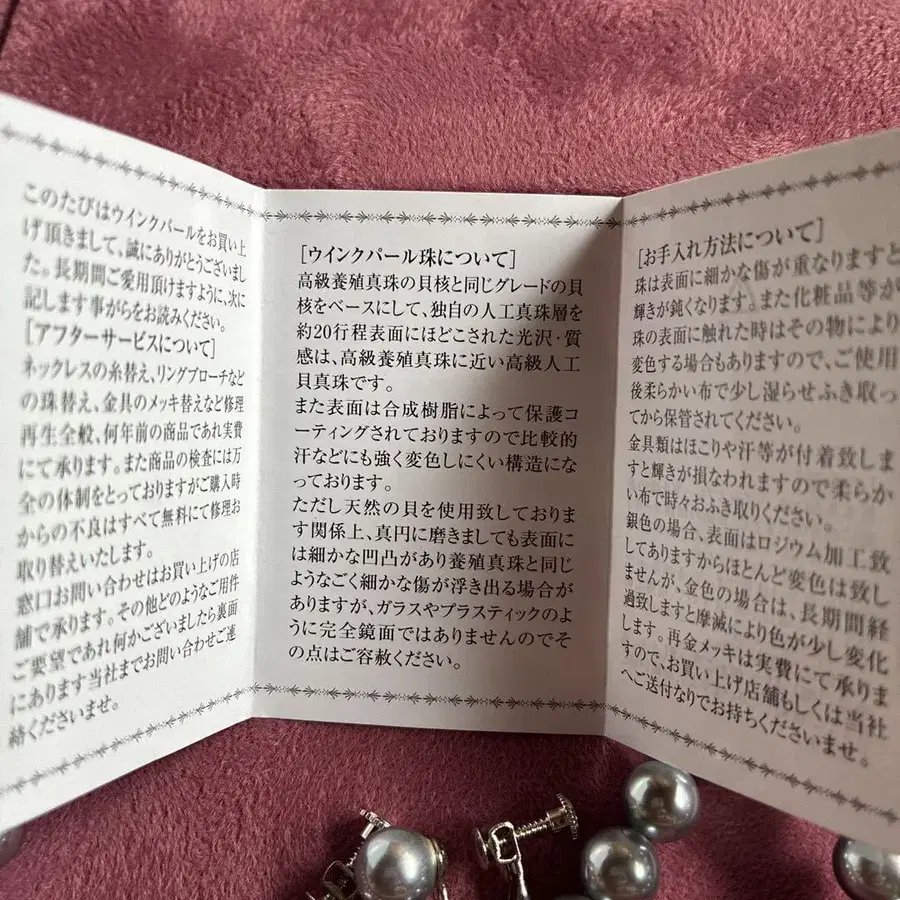 このたびはウインクパールをお買い上
げ頂きまして、誠にありがとうございまし
た。長期間ご愛用頂けますように、次に
記します事がらをお読みください。
［アフターサービスについて］
ネックレスの糸替え、リングブローチなど
の珠替え、金具のメッキ替えなど修理
再生全般、何年前の商品であれ実費
にて承ります。また商品の検査には万
全の体制をとっておりますがご購入時
からの不良はすべて無料にて修理お
取り替えいたします。
窓口お問い合わせはお買い上げの店
舗で承ります。その他どのようなご用件
ご要望であれ何かございましたら裏面
にあります当社までお問い合わせご連
絡くださいませ。
［ウインクパール珠について］
高級養殖真珠の貝核と同じグレードの貝
核をベースにして、独自の人工真珠層を
約20行程表面にほどこされた光沢・質
感は、高級養殖真珠に近い高級人工
貝真珠です。
また表面は合成樹脂によって保護コ
ーティングされておりますので比較的
汗などにも強く変色しにくい構造にな
っております。
ただし天然の貝を使用致しておりま
す関係上、真円に磨きましても表面に
は細かな凹凸があり養殖真珠と同じ
ようなごく細かな傷が浮き出る場合が
ありますが、ガラスやプラスティックのよ
うに完全鏡面ではありませんのでそ
の点はご容赦ください。
［お手入れ方法について］
珠は表面に細かな傷が重なりますと
輝きが鈍くなります。また化粧品等が
珠の表面に触れた時はその物により
変色する場合もありますので、ご使用
後柔らかい布で少し湿らせふき取っ
てから保管されてください。
金具類はほこりや汗等が付着致しま
すと輝きが損なわれますので柔らか
い布で時々おふき取りください。
銀色の場合、表面はロジウム加工致
してありますからほとんど変色は致し
ませんが、金色の場合は、長期間経
過致しますと摩滅により色が少し変化
します。再金メッキは実費にて承りま
すので、お買い上げ店舗もしくは当社
へご送付なりでお持ちくださいませ。